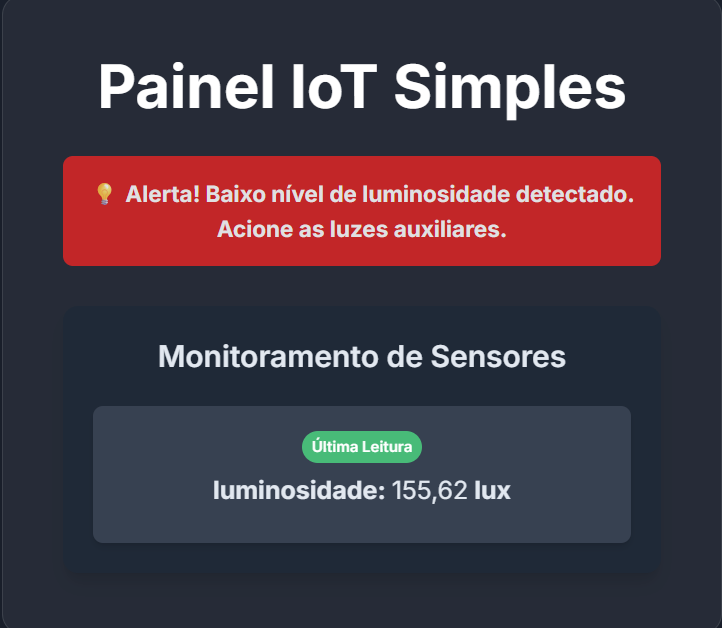 Painel IoT Simples
💡 Alerta! Baixo nível de luminosidade detectado.
Acione as luzes auxiliares.
Monitoramento de Sensores
Última Leitura
luminosidade: 155,62 lux